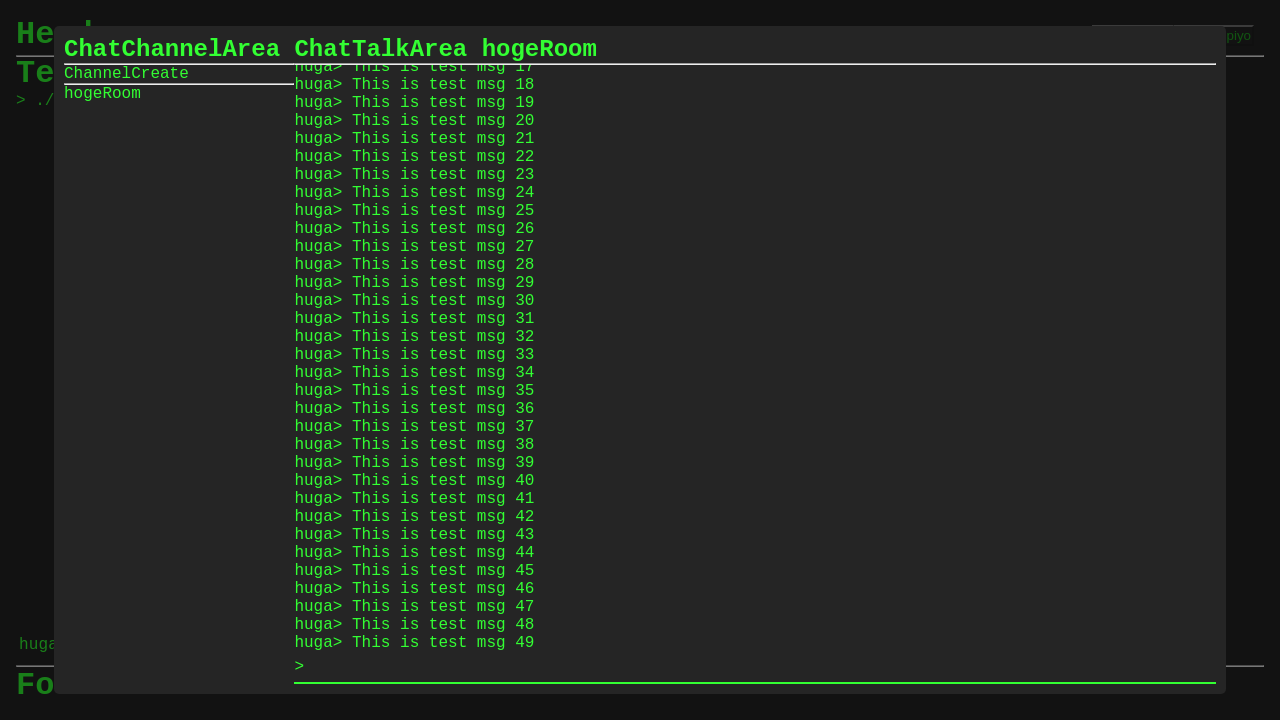 ChatChannelArea ChatTalkArea hogeRoom
ChannelCreate
hogeRoom
huga> This is test msg 17
huga> This is test msg 18
huga> This is test msg 19
huga> This is test msg 20
huga> This is test msg 21
huga> This is test msg 22
huga> This is test msg 23
huga> This is test msg 24
huga> This is test msg 25
huga> This is test msg 26
huga> This is test msg 27
huga> This is test msg 28
huga> This is test msg 29
huga> This is test msg 30
huga> This is test msg 31
huga> This is test msg 32
huga> This is test msg 33
huga> This is test msg 34
huga> This is test msg 35
huga> This is test msg 36
huga> This is test msg 37
huga> This is test msg 38
huga> This is test msg 39
huga> This is test msg 40
huga> This is test msg 41
huga> This is test msg 42
huga> This is test msg 43
huga> This is test msg 44
huga> This is test msg 45
huga> This is test msg 46
huga> This is test msg 47
huga> This is test msg 48
huga> This is test msg 49
>
piyo
Te
> ./
huga
Fo